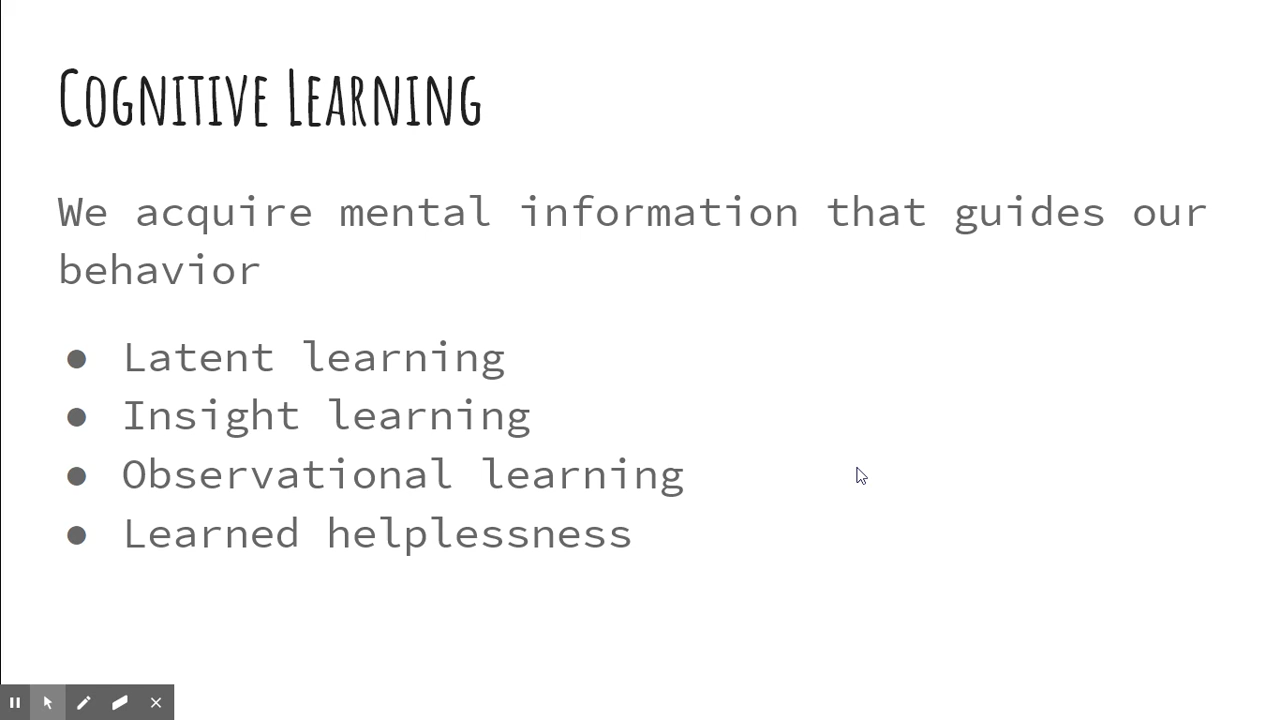 Cognitive Learning
We acquire mental information that guides our
behavior
● Latent learning
● Insight learning
● Observational learning
● Learned helplessness